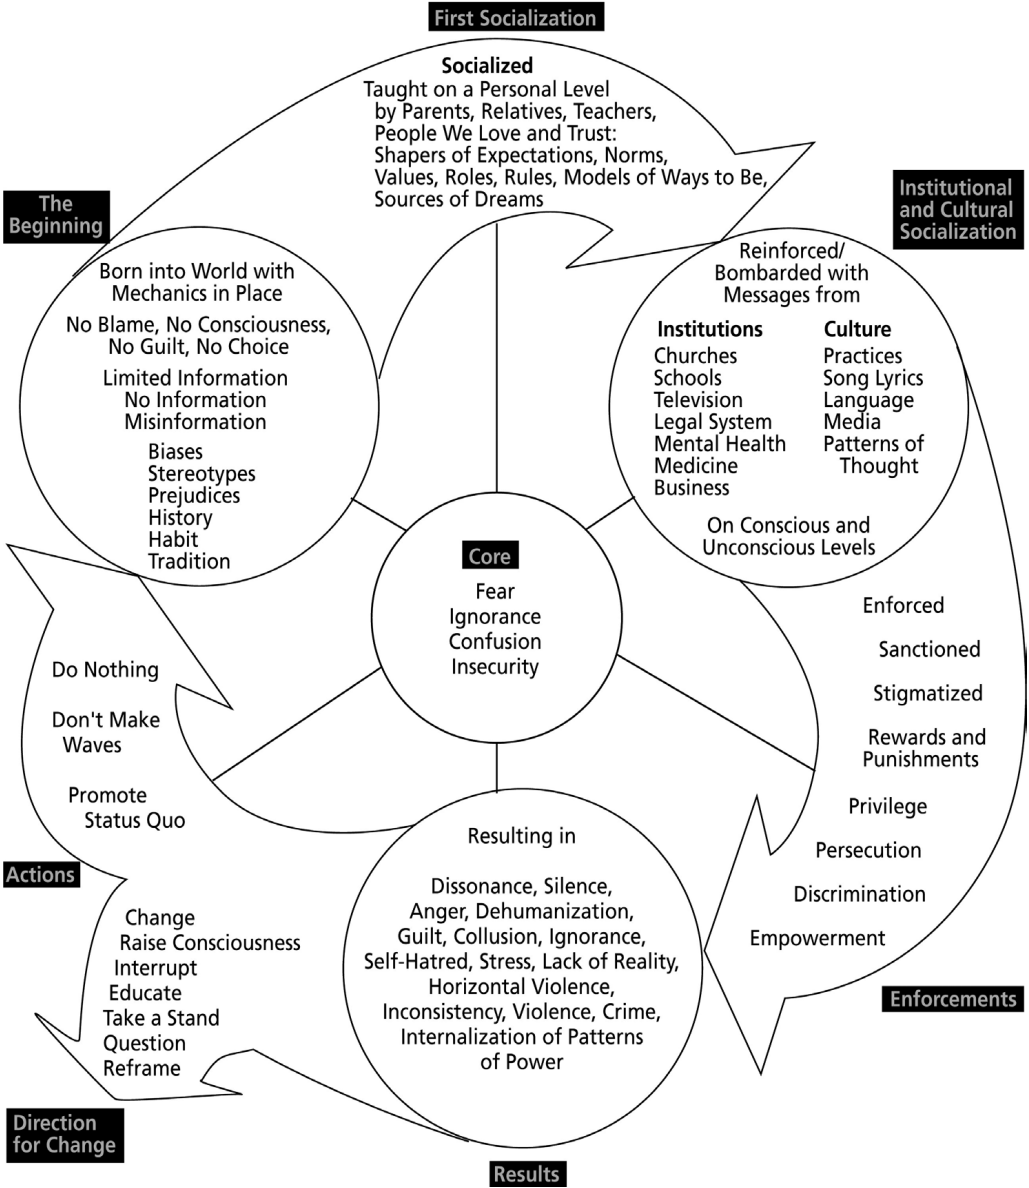 First Socialization
Socialized
Taught on a Personal Level
by Parents, Relatives, Teachers,
People We Love and Trust:
Shapers of Expectations, Norms,
Values, Roles, Rules, Models of Ways to Be,
Sources of Dreams
The
Beginning
Born into World with
Mechanics in Place
No Blame, No Consciousness,
No Guilt, No Choice
Limited Information
No Information
Misinformation
Biases
Stereotypes
Prejudices
History
Habit
Tradition
Institutional
and Cultural
Socialization
Reinforced/
Bombarded with
Messages from
Institutions
Churches
Schools
Television
Legal System
Mental Health
Medicine
Business
Culture
Practices
Song Lyrics
Language
Media
Patterns of
Thought
On Conscious and
Unconscious Levels
Core
Fear
Ignorance
Confusion
Insecurity
Enforced
Sanctioned
Stigmatized
Rewards and
Punishments
Privilege
Persecution
Discrimination
Empowerment
Enforcements
Resulting in
Dissonance, Silence,
Anger, Dehumanization,
Guilt, Collusion, Ignorance,
Self-Hatred, Stress, Lack of Reality,
Horizontal Violence,
Inconsistency, Violence, Crime,
Internalization of Patterns
of Power
Results
Do Nothing
Don't Make
Waves
Promote
Status Quo
Actions
Change
Raise Consciousness
Interrupt
Educate
Take a Stand
Question
Reframe
Direction
for Change